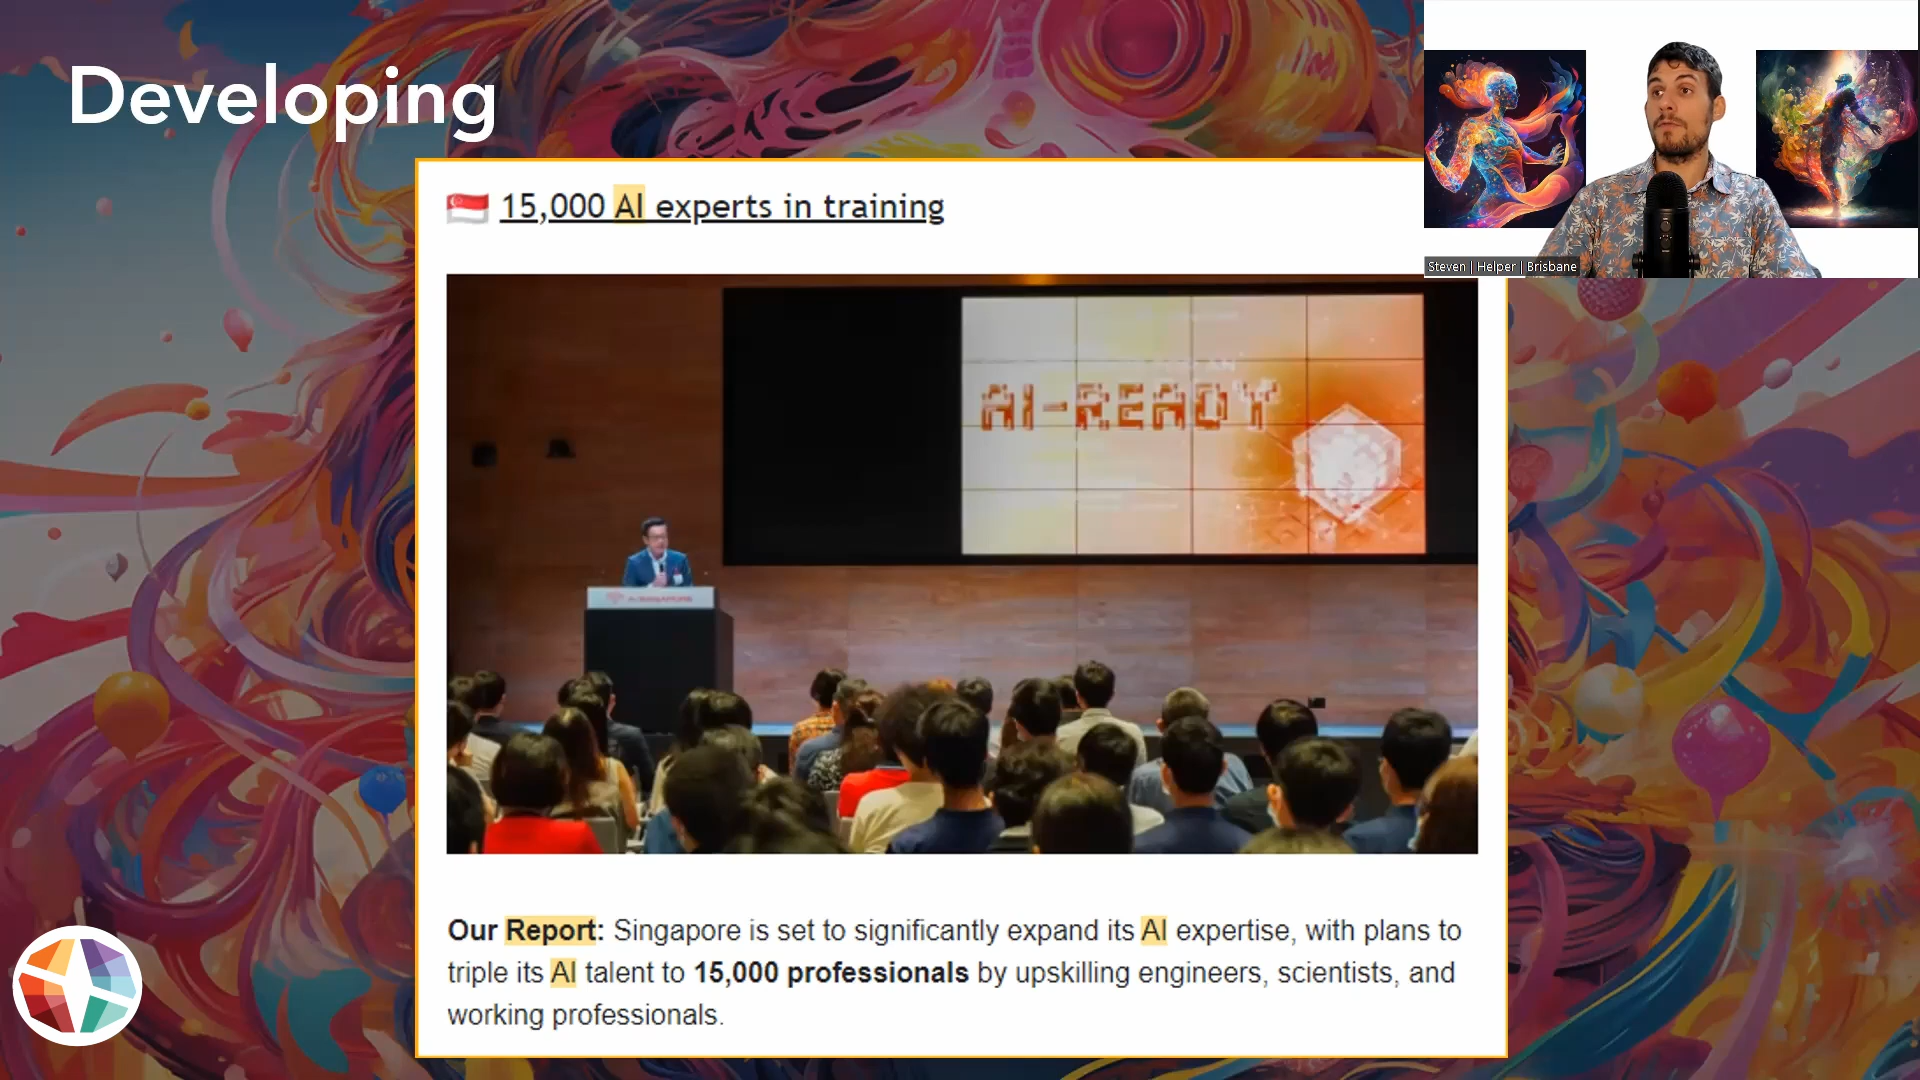 Developing
15,000 AI experts in training
AI-READY
Steven | Helper | Brisbane
Our Report: Singapore is set to significantly expand its AI expertise, with plans to
triple its AI talent to 15,000 professionals by upskilling engineers, scientists, and
working professionals.